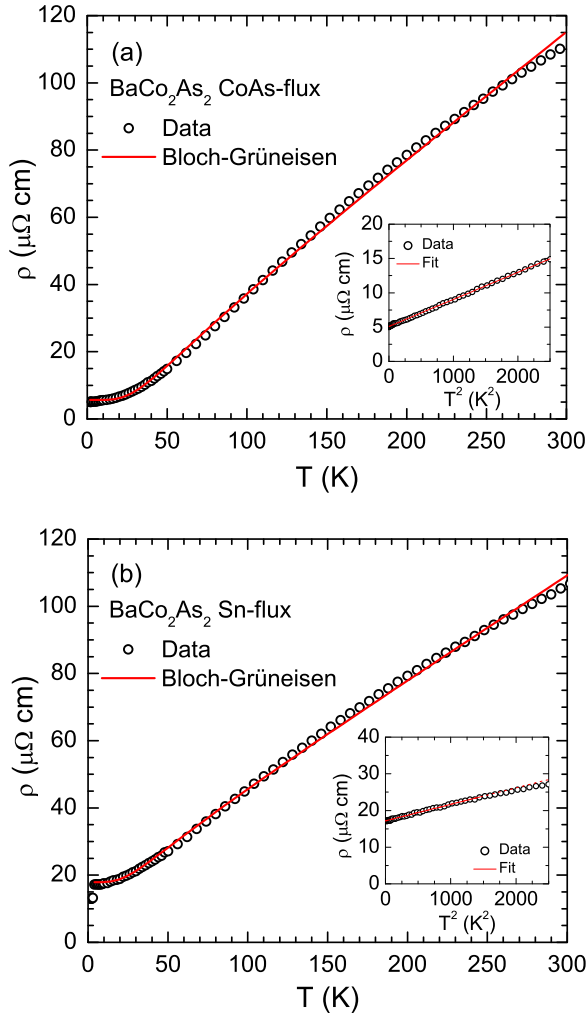 120
100
80
60
40
20
0
ρ (μΩ cm)
(a)
BaCo₂As₂ CoAs-flux
Data
Bloch-Grüneisen
20
15
10
5
0
ρ (μΩ cm)
Data
Fit
0 1000 2000
T² (K²)
0 50 100 150 200 250 300
T (K)
120
100
80
60
40
20
0
ρ (μΩ cm)
(b)
BaCo₂As₂ Sn-flux
Data
Bloch-Grüneisen
40
30
20
10
0
ρ (μΩ cm)
Data
Fit
0 1000 2000
T² (K²)
0 50 100 150 200 250 300
T (K)